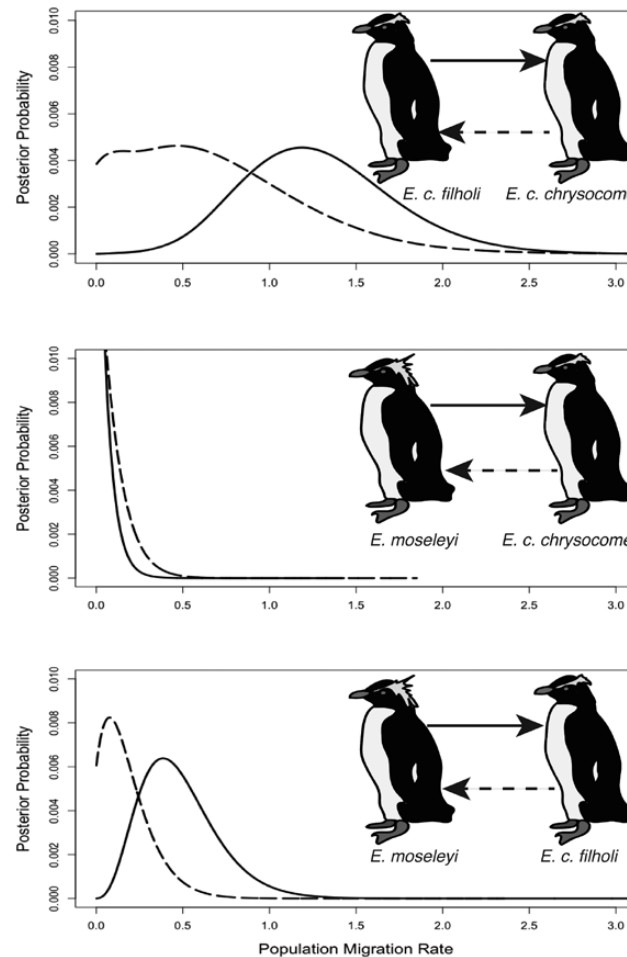 Posterior Probability
0.010
0.008
0.006
0.004
0.002
0.000
E. c. filholi E. c. chrysocome
0.0 0.5 1.0 1.5 2.0 2.5 3.0
Posterior Probability
0.010
0.008
0.006
0.004
0.002
0.000
E. moseleyi E. c. chrysocome
0.0 0.5 1.0 1.5 2.0 2.5 3.0
Posterior Probability
0.010
0.008
0.006
0.004
0.002
0.000
E. moseleyi E. c. filholi
0.0 0.5 1.0 1.5 2.0 2.5 3.0
Population Migration Rate